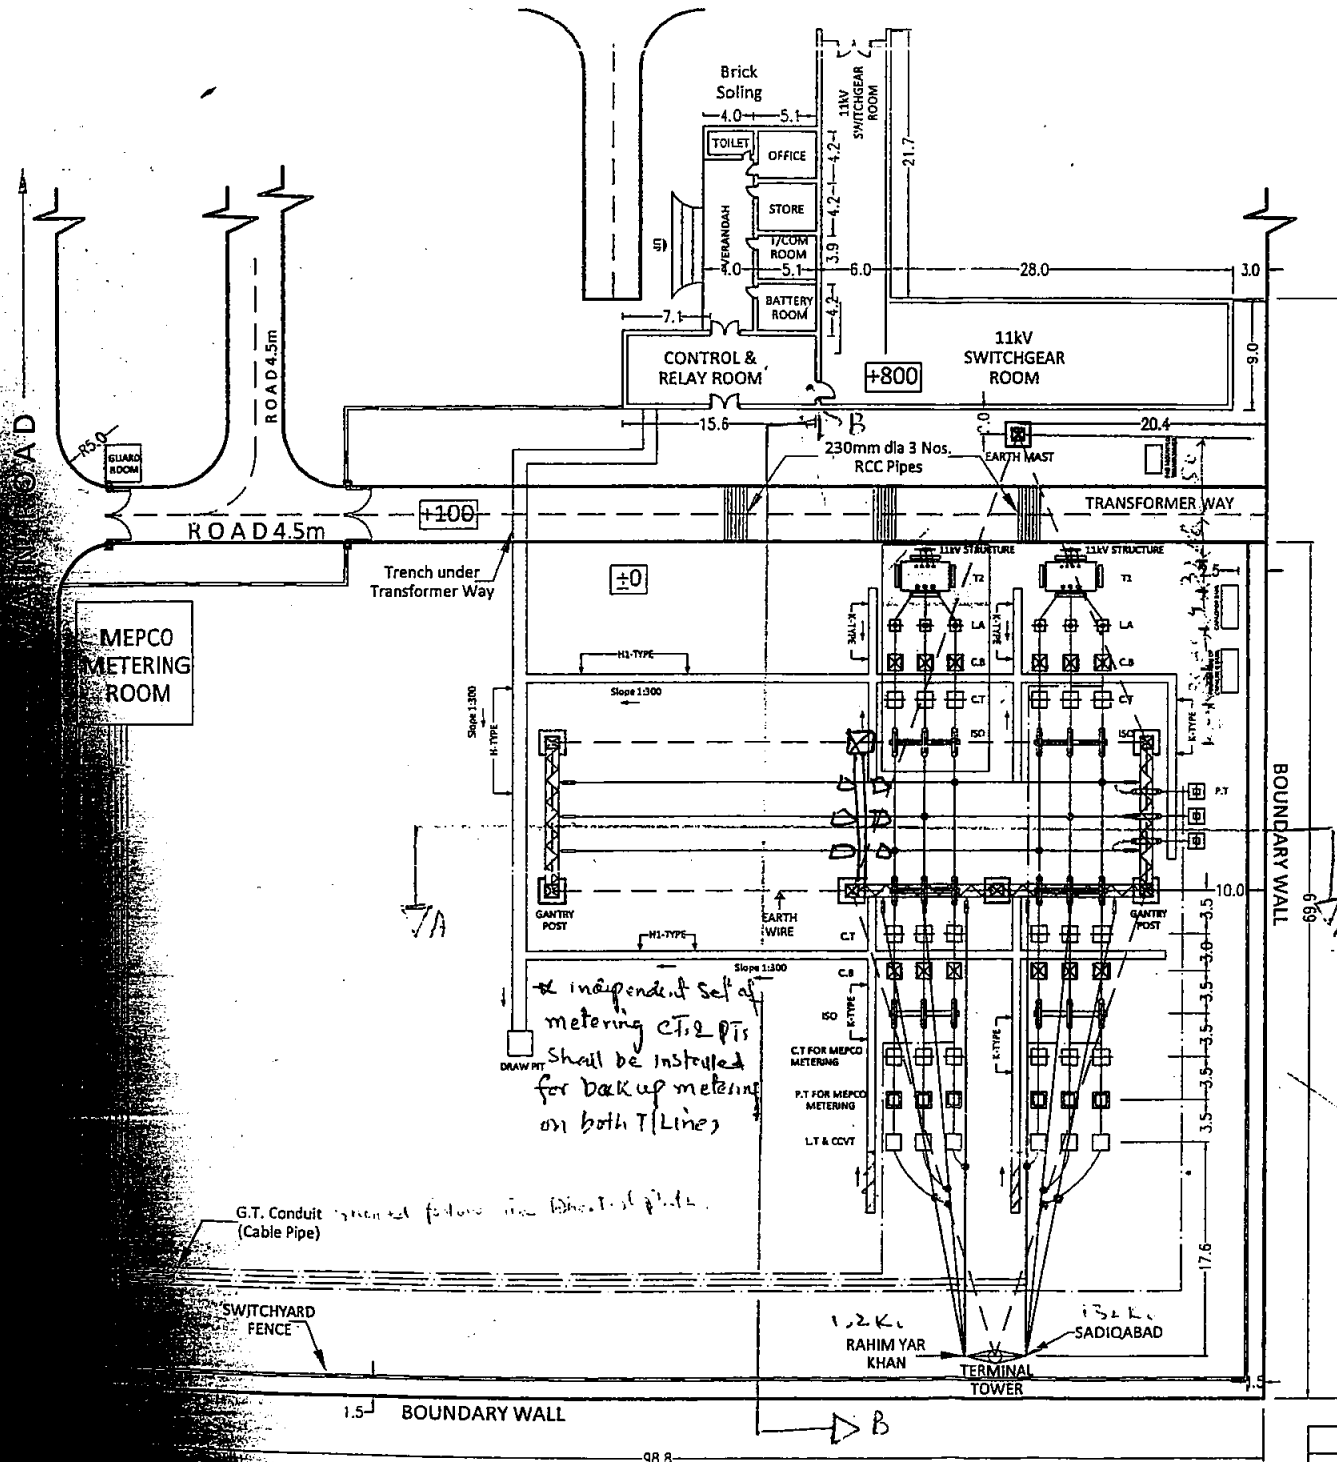 Brick
Soling
11kV
SWITCHGEAR
ROOM
4.0
5.1
TOILET
OFFICE
4.2
21.7
STORE
4.2
VERANDAH
UP
T/COM
ROOM
3.9
4.0
5.1
6.0
28.0
3.0
BATTERY
ROOM
4.2
7.1
CONTROL &
RELAY ROOM
11kV
SWITCHGEAR
ROOM
+800
9.0
ROAD 4.5m
15.6
B
20.4
R5.0
GUARD
ROOM
230mm dia 3 Nos.
RCC Pipes
EARTH MAST
ROAD
TRANSFORMER WAY
+100
ROAD 4.5m
Trench under
Transformer Way
±0
11kV STRUCTURE
11kV STRUCTURE
T2
T1
MEPCO
METERING
ROOM
K-TYPE
K-TYPE
L.A
L.A
H1-TYPE
C.B
C.B
Slope 1:300
Slope 1:300
H-TYPE
C.T
C.T
K-TYPE
ISO
ISO
P.T
BOUNDARY WALL
69.9
A
10.0
GANTRY
POST
EARTH
WIRE
GANTRY
POST
H1-TYPE
C.T
3.5
Slope 1:300
C.B
3.0
* independent set of
metering CTs & PTs
shall be installed
for backup metering
on both T/Lines
ISO
K-TYPE
K-TYPE
3.5
DRAW PIT
C.T FOR MEPCO
METERING
3.5
P.T FOR MEPCO
METERING
3.5
L.T & CCVT
3.5
G.T. Conduit
(Cable Pipe)
17.6
SWITCHYARD
FENCE
RAHIM YAR
KHAN
SADIQABAD
TERMINAL
TOWER
1.5
BOUNDARY WALL
1.5
B
98.8